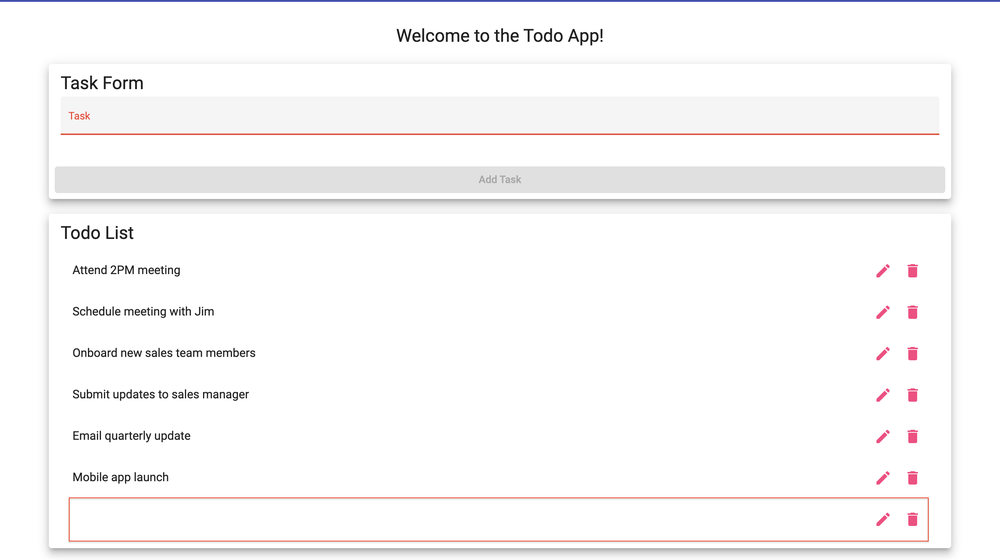 Welcome to the Todo App!
Task Form
Task
Add Task
Todo List
Attend 2PM meeting
Schedule meeting with Jim
Onboard new sales team members
Submit updates to sales manager
Email quarterly update
Mobile app launch